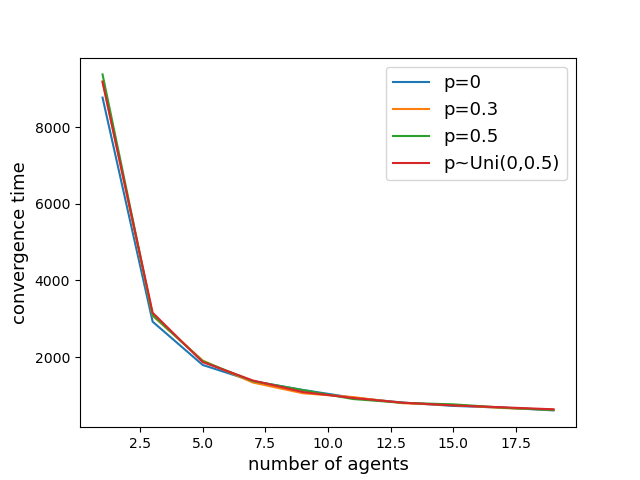 p=0
p=0.3
p=0.5
p~Uni(0,0.5)
8000
6000
4000
2000
convergence time
2.5 5.0 7.5 10.0 12.5 15.0 17.5
number of agents